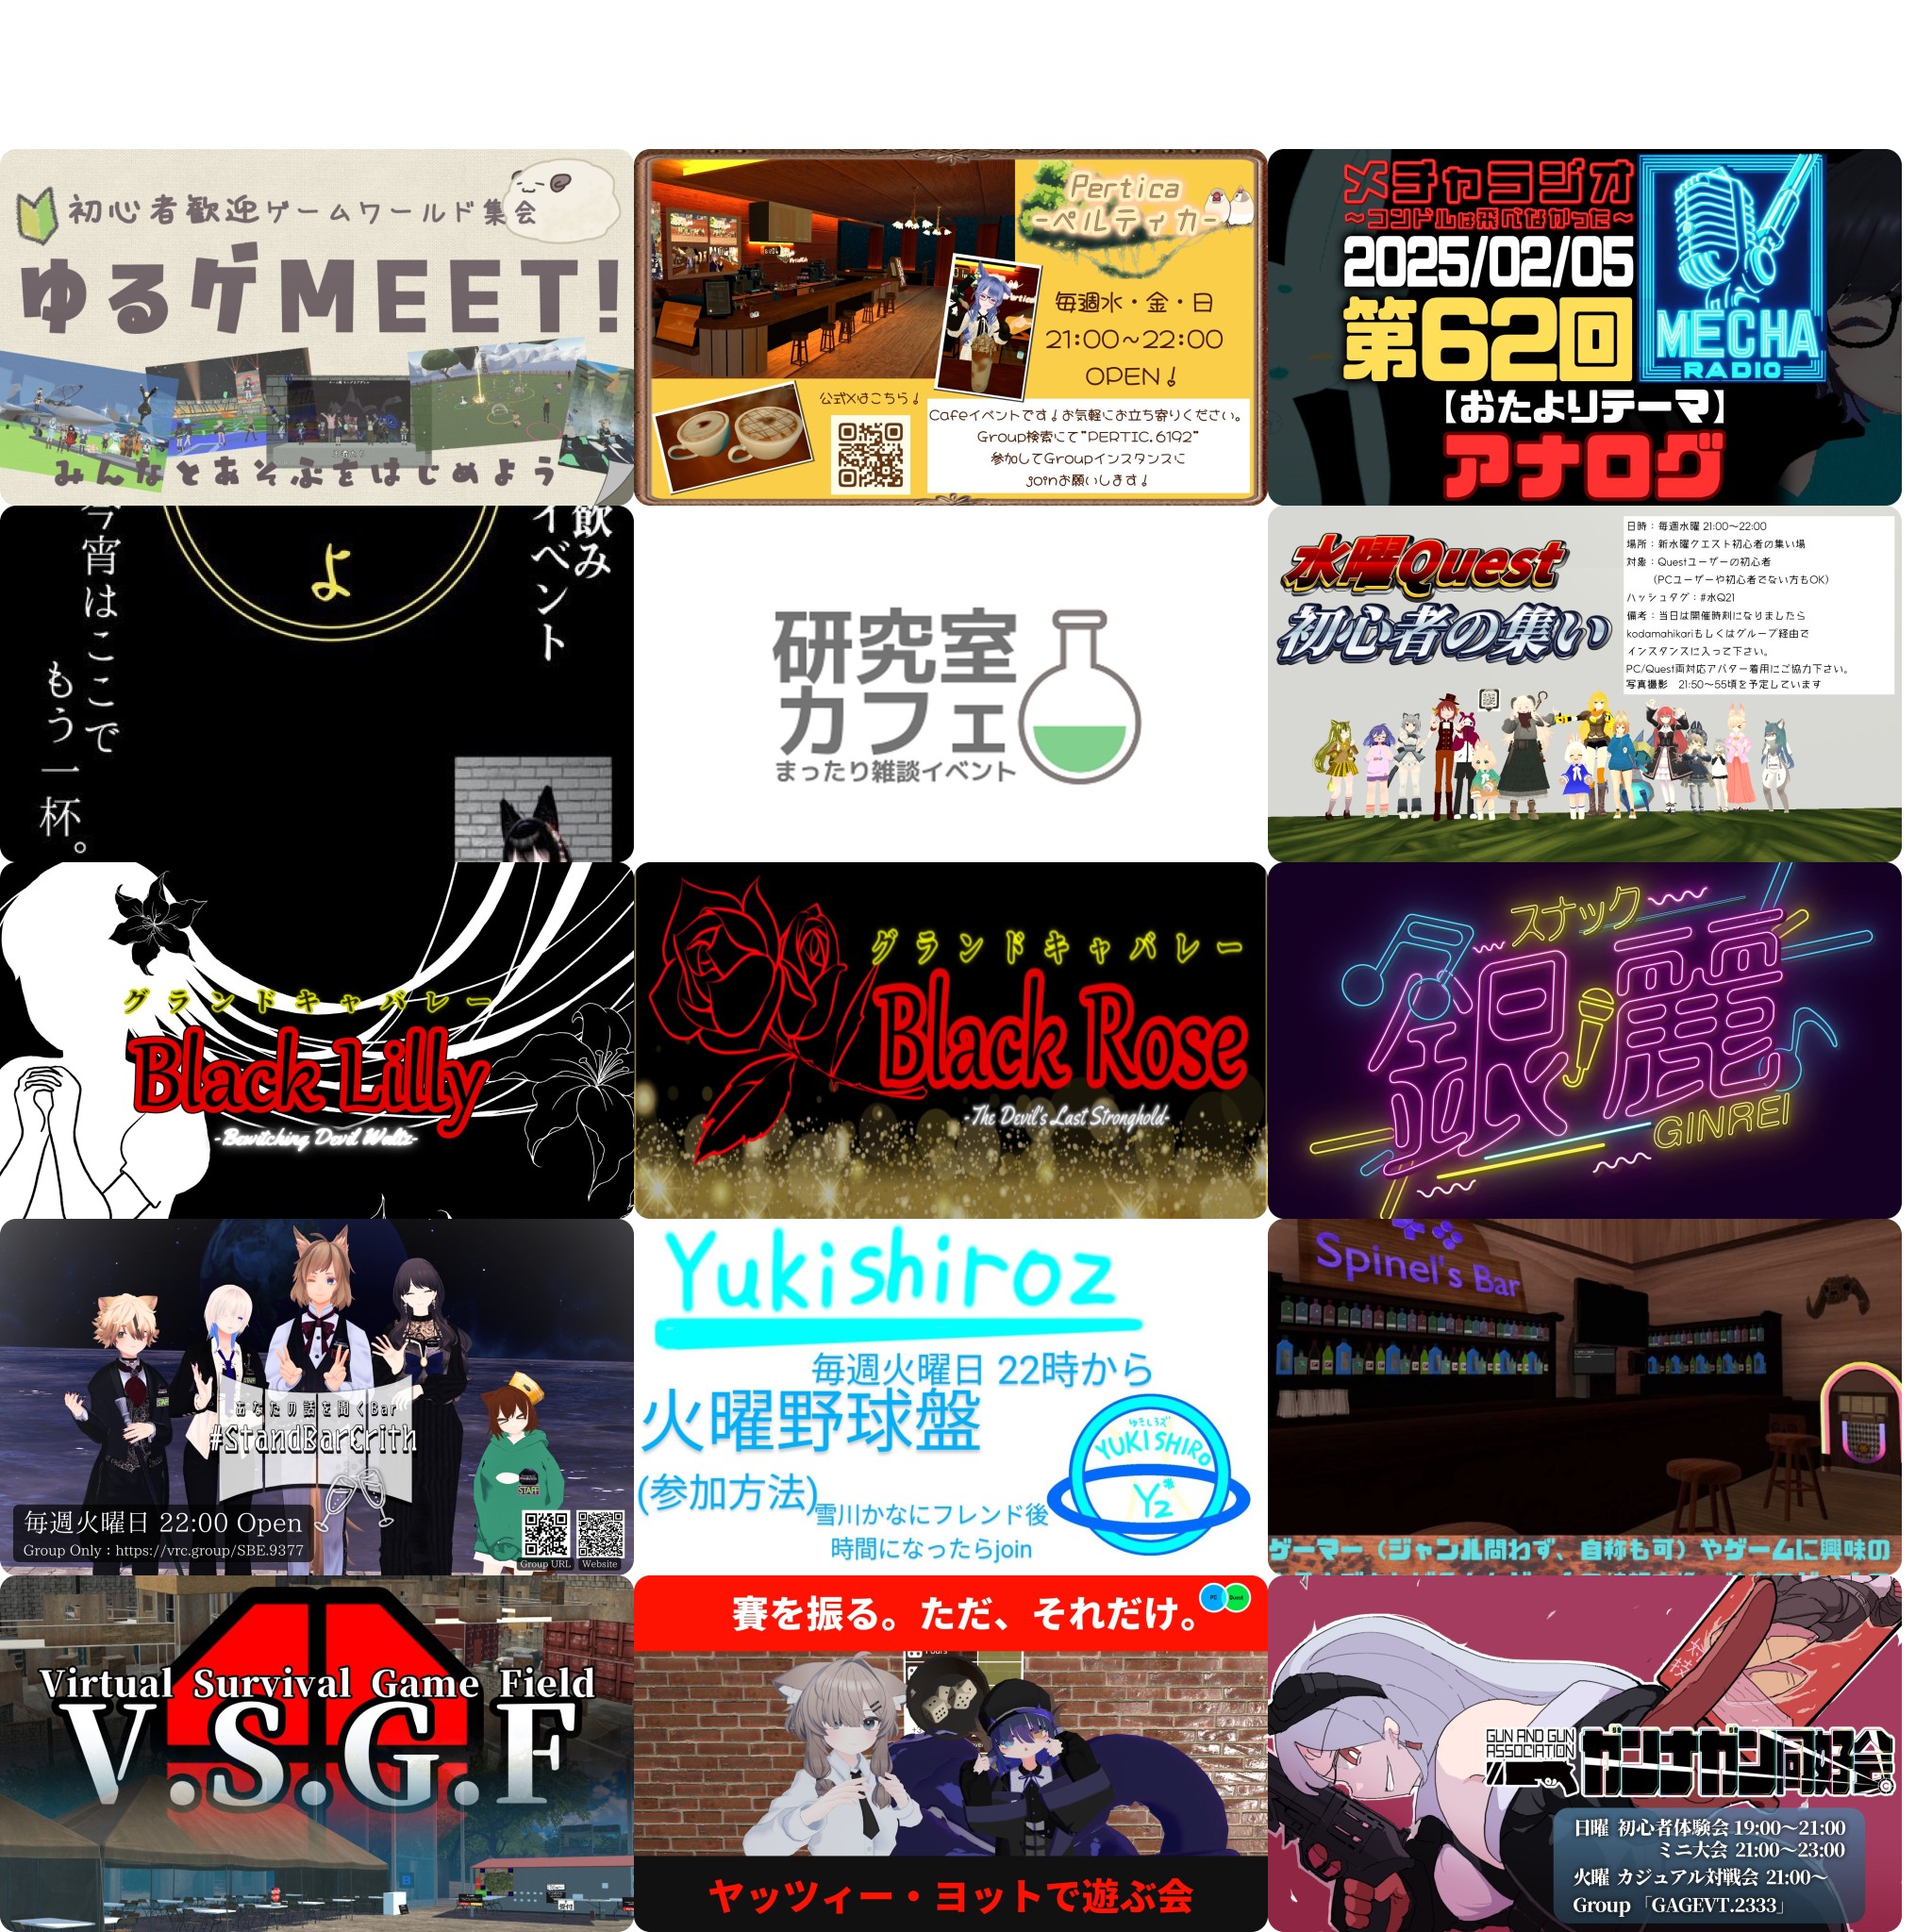 初心者歓迎ゲームワールド集会
ゆるゲMEET!
みんなとあそぶをはじめよう
Pertica
-ペルティカ-
毎週水・金・日
21:00~22:00
OPEN!
公式Xはこちら!
Cafeイベントです!お気軽にお立ち寄りください。
Group検索にて"PERTIC.6192"
参加してGroupインスタンスに
joinお願いします!
メチャラジオ
～コンドルは飛べなかった～
2025/02/05
第62回
MECHA
RADIO
【おたよりテーマ】
アナログ
飲み
イベント
よ
今宵はここで
もう一杯。
研究室
カフェ
まったり雑談イベント
水曜Quest
初心者の集い
日時：毎週水曜 21:00～22:00
場所：新水曜クエスト初心者の集い場
対象：Questユーザーの初心者
(PCユーザーや初心者でない方もOK)
ハッシュタグ：#水Q21
備考：当日は開催時刻になりましたら
kodamahikariもしくはグループ経由で
インスタンスに入って下さい。
PC/Quest両対応アバター着用にご協力下さい。
写真撮影 21:50～55頃を予定しています
グランドキャバレー
Black Lilly
-Bewitching Devil Waltz-
グランドキャバレー
Black Rose
-The Devil's Last Stronghold-
スナック
銀麗
GINREI
あなたの話を聞くBar
#StandBarCrith
毎週火曜日 22:00 Open
Group Only : https://vrc.group/SBE.9377
STAFF
Group URL
Website
Yukishiroz
毎週火曜日 22時から
火曜野球盤
(参加方法)
雪川かなにフレンド後
時間になったらjoin
ゆきしろズ
YUKISHIRO
Yz
Spinel's Bar
ゲーマー（ジャンル問わず、自称も可）やゲームに興味の
Virtual Survival Game Field
V.S.G.F
賽を振る。ただ、それだけ。
PC
Quest
ヤッツィー・ヨットで遊ぶ会
GUN AND GUN
ASSOCIATION
ガンナガン同好会
日曜 初心者体験会 19:00～21:00
ミニ大会 21:00～23:00
火曜 カジュアル対戦会 21:00～
Group 「GAGEVT.2333」